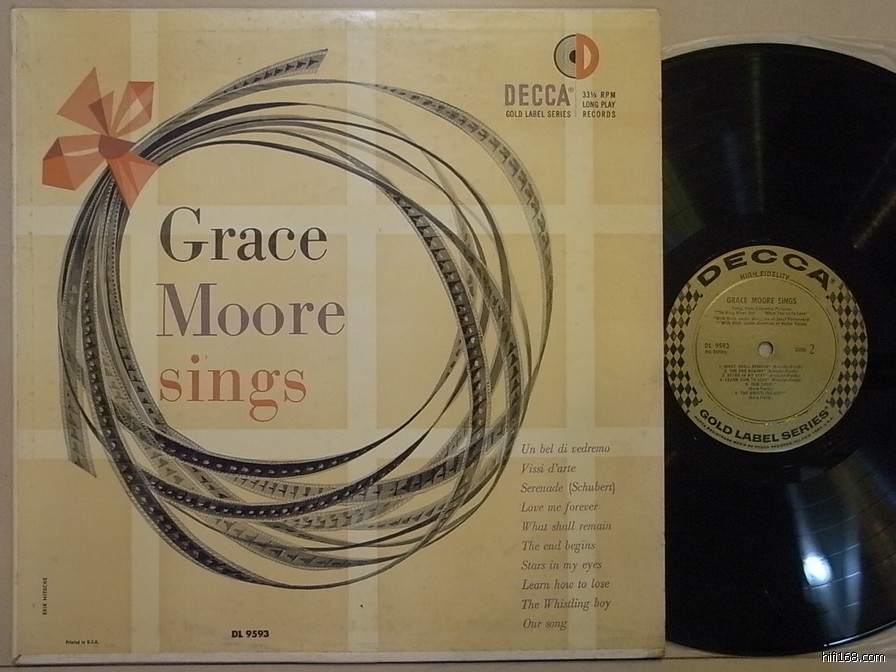 DECCA®
GOLD LABEL SERIES
33⅓ RPM
LONG PLAY
RECORDS
Grace
Moore
sings
Un bel di vedremo
Vissi d'arte
Serenade (Schubert)
Love me forever
What shall remain
The end begins
Stars in my eyes
Learn how to lose
The Whistling boy
Our song
ERIK NITSCHE
Printed in U.S.A.
DL 9593
DECCA
HIGH FIDELITY
GRACE MOORE SINGS
DL 9593
SIDE 2
GOLD LABEL SERIES
hifi168.com